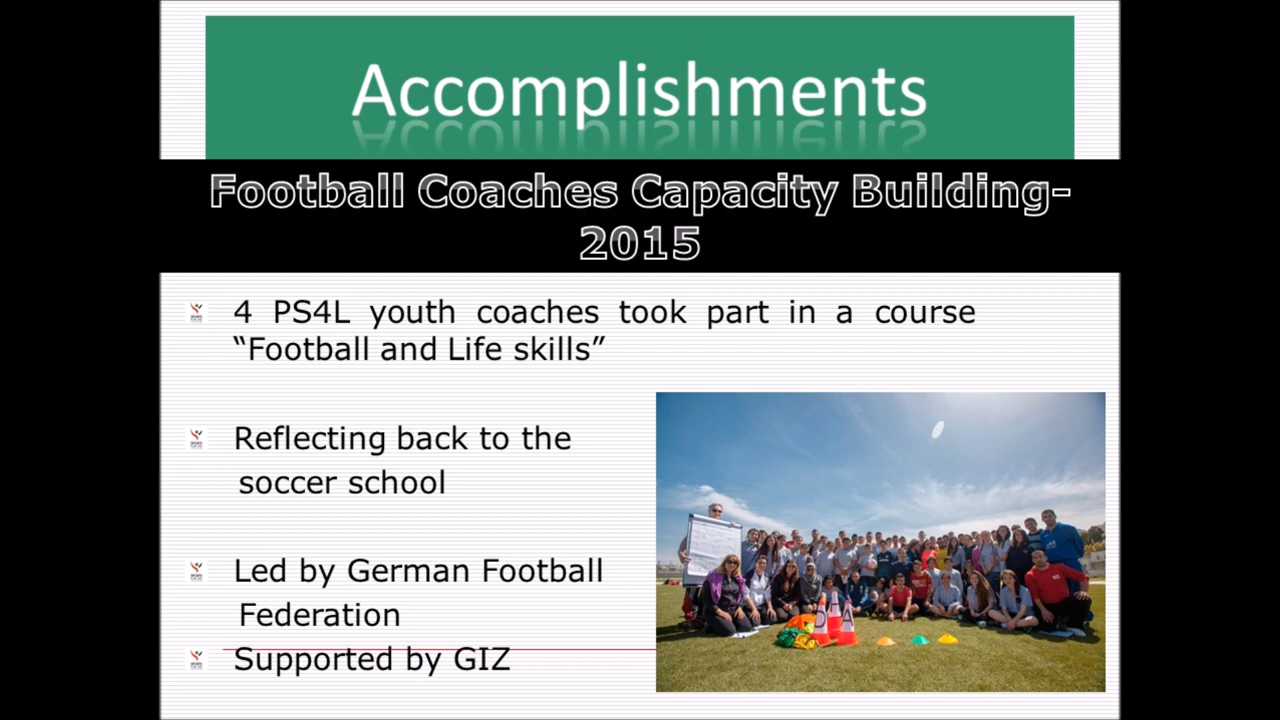 Accomplishments
Football Coaches Capacity Building-
2015
4 PS4L youth coaches took part in a course
“Football and Life skills”
Reflecting back to the
soccer school
Led by German Football
Federation
Supported by GIZ